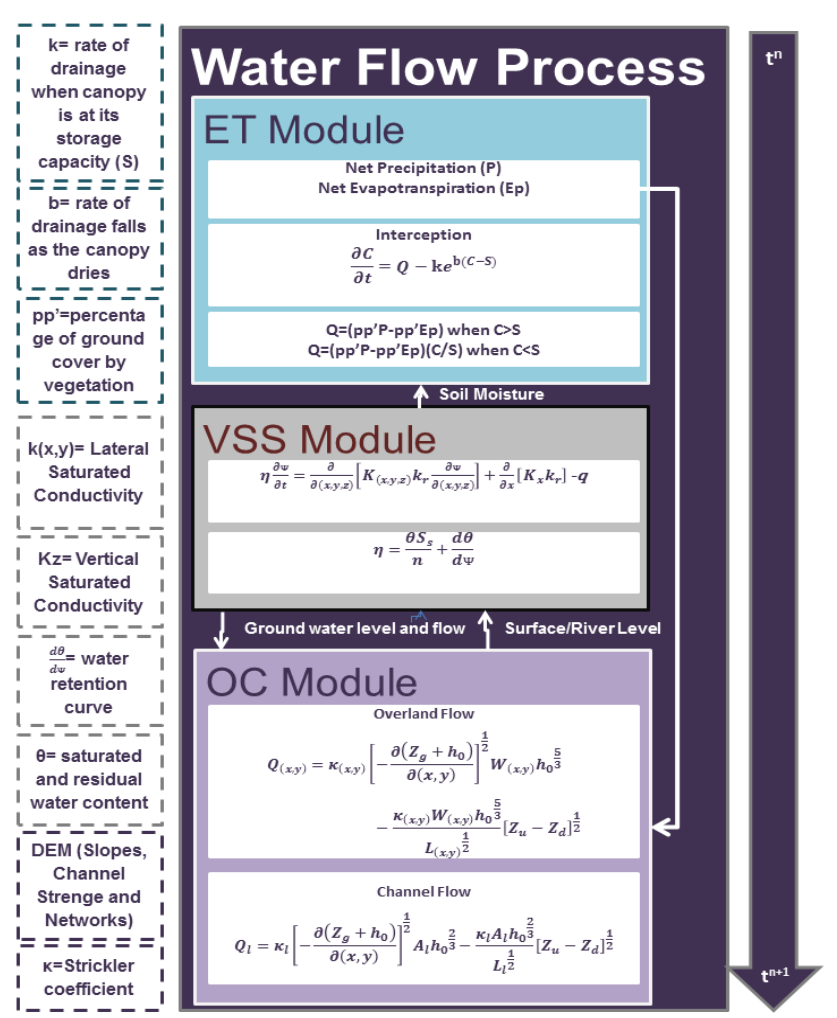 k= rate of
drainage
when canopy
is at its
storage
capacity (S)
b= rate of
drainage falls
as the canopy
dries
pp'=percenta
ge of ground
cover by
vegetation
k(x,y)= Lateral
Saturated
Conductivity
Kz= Vertical
Saturated
Conductivity
dθ/dψ= water
retention
curve
θ= saturated
and residual
water content
DEM (Slopes,
Channel
Strenge and
Networks)
κ=Strickler
coefficient
Water Flow Process
ET Module
Net Precipitation (P)
Net Evapotranspiration (Ep)
Interception
∂C/∂t = Q − ke^b(C−S)
Q=(pp'P-pp'Ep) when C>S
Q=(pp'P-pp'Ep)(C/S) when C<S
Soil Moisture
VSS Module
η ∂ψ/∂t = ∂/∂(x,y,z) [K_(x,y,z) k_r ∂ψ/∂(x,y,z)] + ∂/∂x [K_x k_r] -q
η = θS_s/n + dθ/dψ
Ground water level and flow
Surface/River Level
OC Module
Overland Flow
Q_(x,y) = κ_(x,y) [−∂(Z_g + h_0)/∂(x,y)]^(1/2) W_(x,y) h_0^(5/3)
− κ_(x,y) W_(x,y) h_0^(5/3) / L_(x,y)^(1/2) [Z_u − Z_d]^(1/2)
Channel Flow
Q_l = κ_l [−∂(Z_g + h_0)/∂(x,y)]^(1/2) A_l h_0^(2/3) − κ_l A_l h_0^(2/3) / L_l^(1/2) [Z_u − Z_d]^(1/2)
t^n
t^n+1